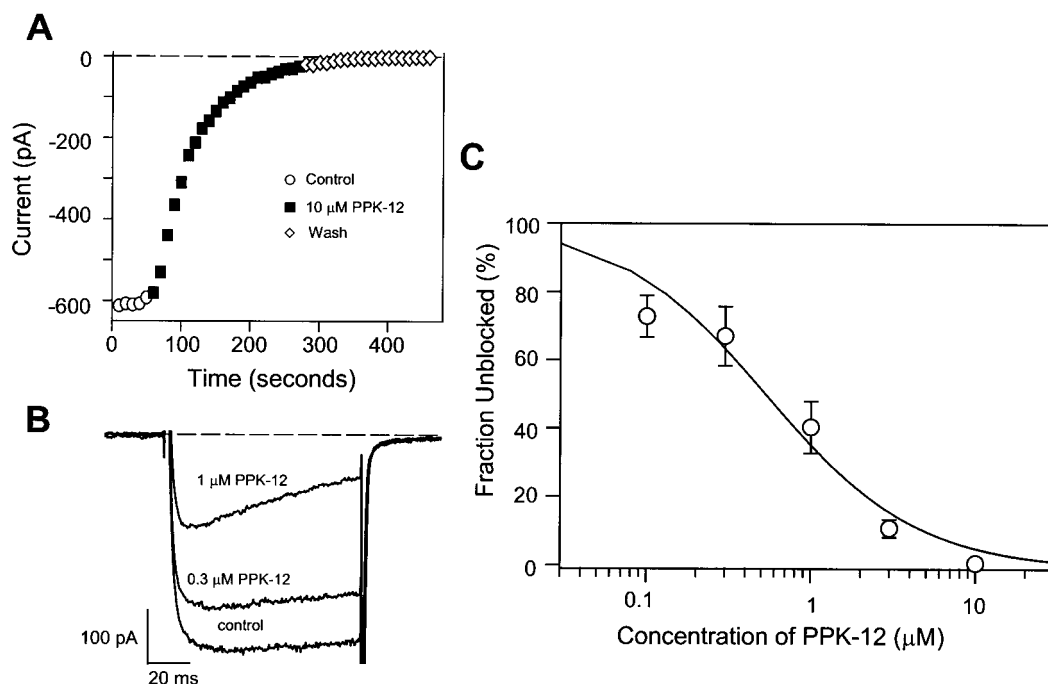 A
Current (pA)
0
-200
-400
-600
Control
10 μM PPK-12
Wash
0 100 200 300 400
Time (seconds)
B
1 μM PPK-12
0.3 μM PPK-12
control
100 pA
20 ms
C
Fraction Unblocked (%)
100
80
60
40
20
0
0.1 1 10
Concentration of PPK-12 (μM)